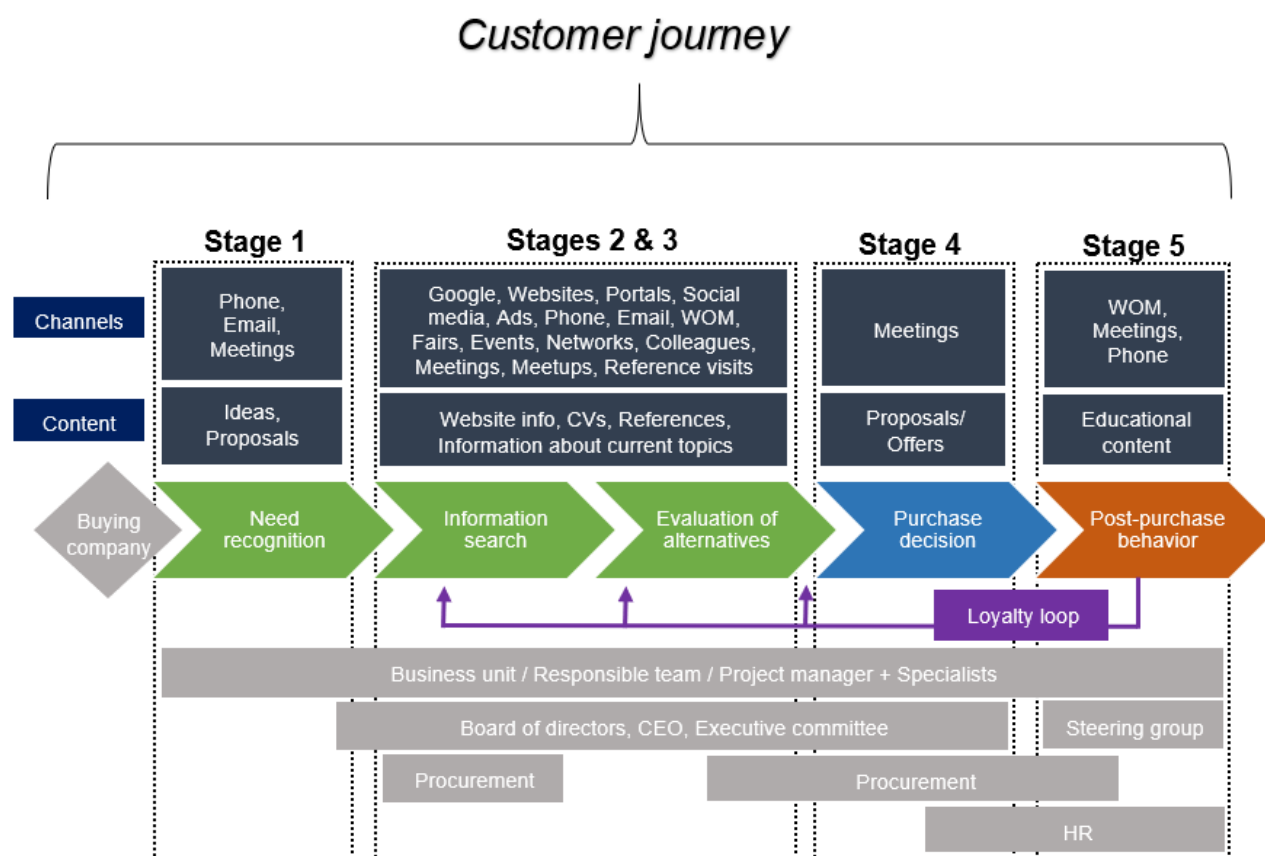 Customer journey
Stage 1
Stages 2 & 3
Stage 4
Stage 5
Channels
Phone,
Email,
Meetings
Google, Websites, Portals, Social
media, Ads, Phone, Email, WOM,
Fairs, Events, Networks, Colleagues,
Meetings, Meetups, Reference visits
Meetings
WOM,
Meetings,
Phone
Content
Ideas,
Proposals
Website info, CVs, References,
Information about current topics
Proposals/
Offers
Educational
content
Buying
company
Need
recognition
Information
search
Evaluation of
alternatives
Purchase
decision
Post-purchase
behavior
Loyalty loop
Business unit / Responsible team / Project manager + Specialists
Board of directors, CEO, Executive committee
Steering group
Procurement
Procurement
HR